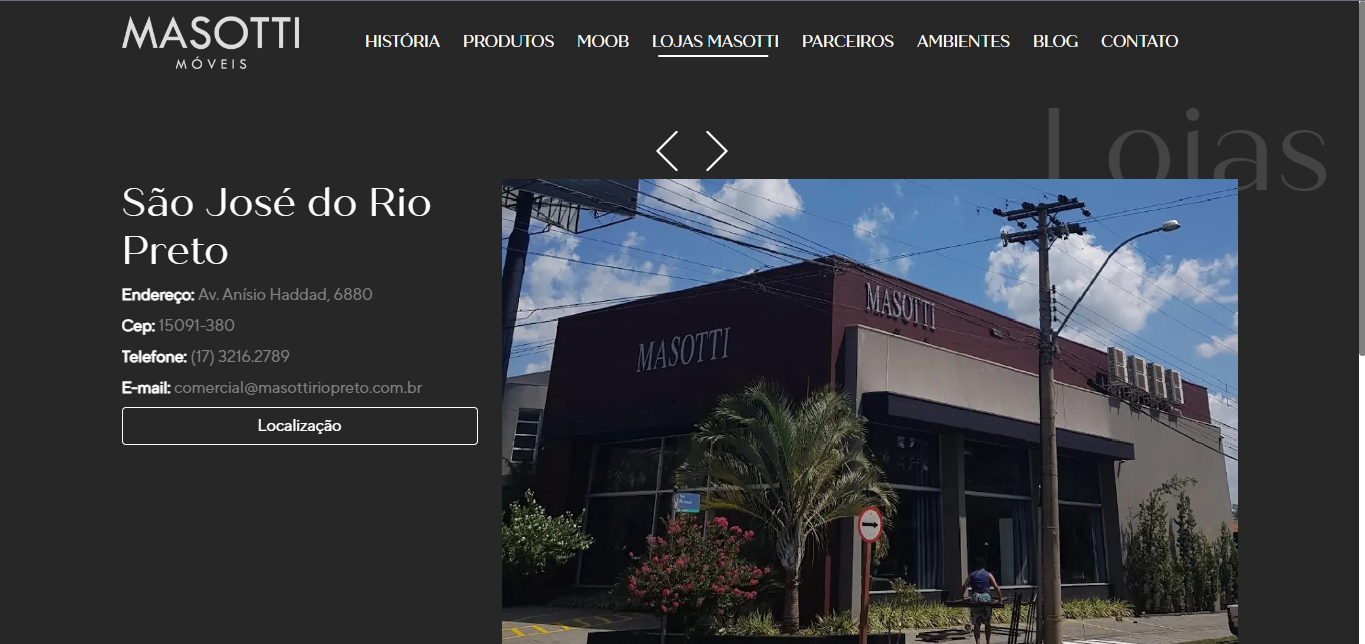 MASOTTI
MÓVEIS
HISTÓRIA PRODUTOS MOOB LOJAS MASOTTI PARCEIROS AMBIENTES BLOG CONTATO
Lojas
São José do Rio
Preto
Endereço: Av. Anísio Haddad, 6880
Cep: 15091-380
Telefone: (17) 3216.2789
E-mail: comercial@masottiriopreto.com.br
Localização
MASOTTI
MASOTTI